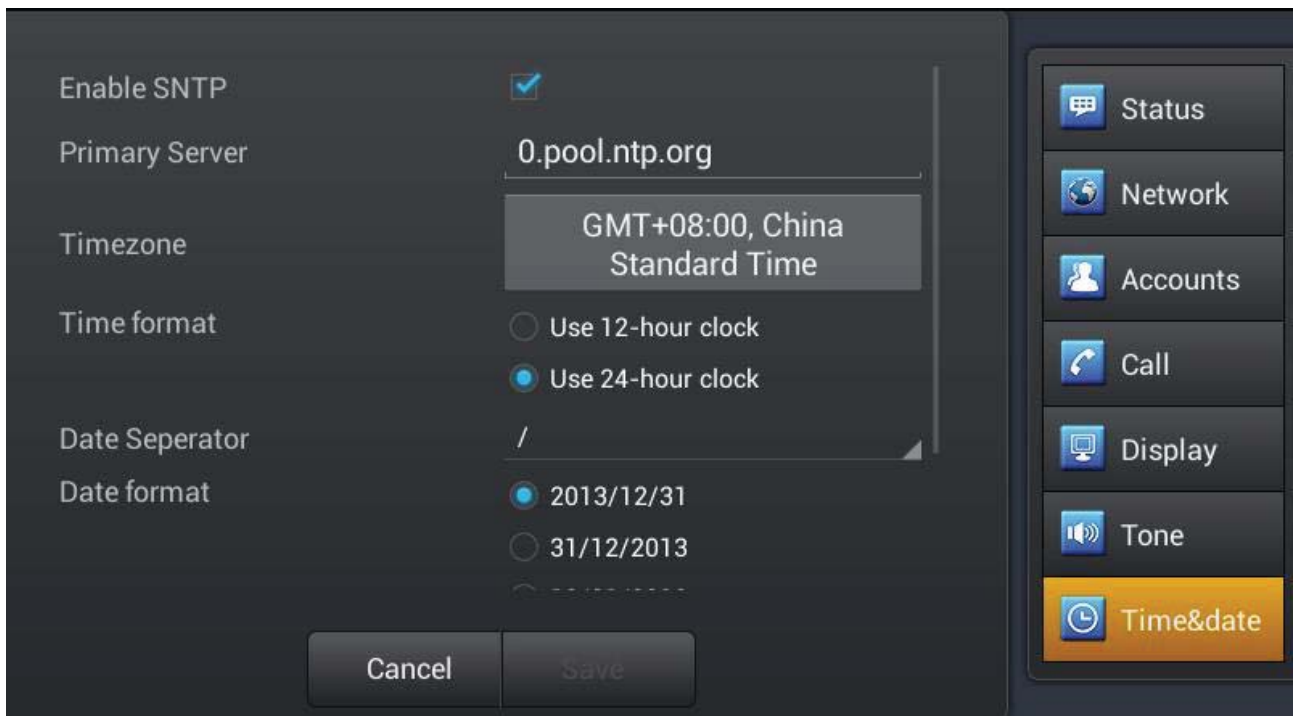 Enable SNTP
Primary Server
0.pool.ntp.org
Timezone
GMT+08:00, China
Standard Time
Time format
Use 12-hour clock
Use 24-hour clock
Date Seperator
/
Date format
2013/12/31
31/12/2013
Cancel
Save
Status
Network
Accounts
Call
Display
Tone
Time&date